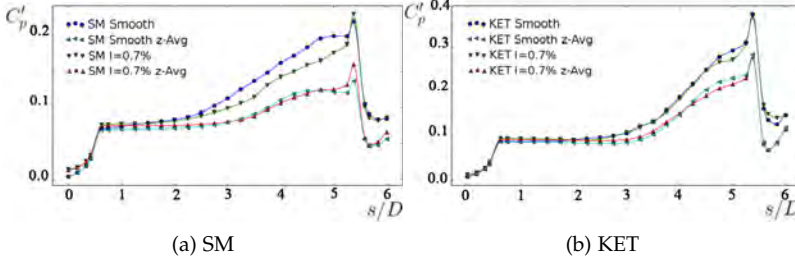 C'p
0.2
0.1
0.0
SM Smooth
SM Smooth z-Avg
SM I=0.7%
SM I=0.7% z-Avg
0 1 2 3 4 5 6
s/D
(a) SM
C'p
0.4
0.3
0.2
0.1
0.0
KET Smooth
KET Smooth z-Avg
KET I=0.7%
KET I=0.7% z-Avg
0 1 2 3 4 5 6
s/D
(b) KET